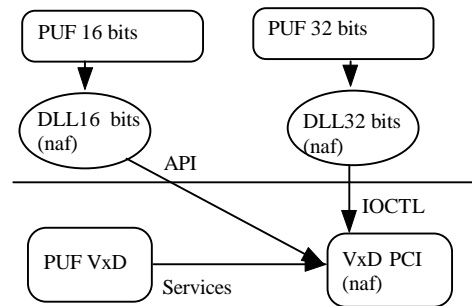 PUF 16 bits
PUF 32 bits
DLL16 bits
(naf)
DLL32 bits
(naf)
API
IOCTL
PUF VxD
Services
VxD PCI
(naf)